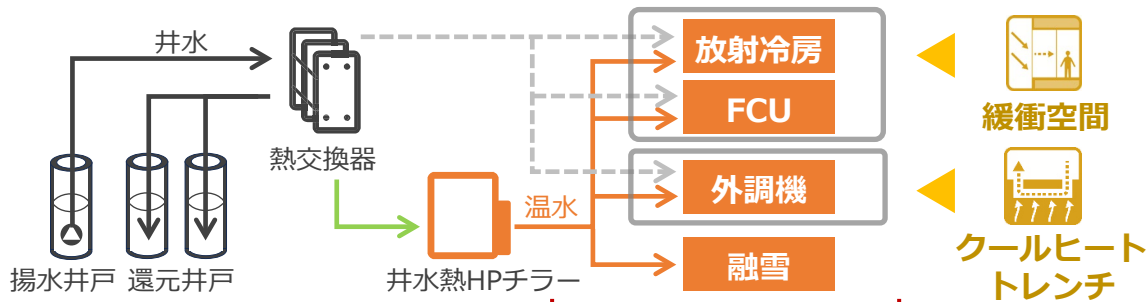 井水
熱交換器
揚水井戸
還元井戸
井水熱HPチラー
温水
放射冷房
FCU
外調機
融雪
緩衝空間
クールヒート
トレンチ